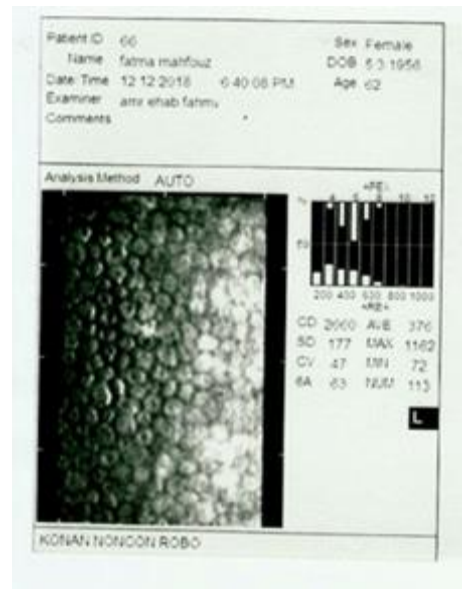 Patient ID 66 Sex Female
Name fatma mahfouz DOB 5 3 1956
Date Time 12 12 2018 6 40 08 PM Age 62
Examiner amr ehab fahmy
Comments
Analysis Method AUTO
50
200 400 600 800 1000
CD 2660 AVE 376
SD 177 MAX 1162
CV 47 MIN 72
6A 63 NUM 113
L
KONAN NONCON ROBO